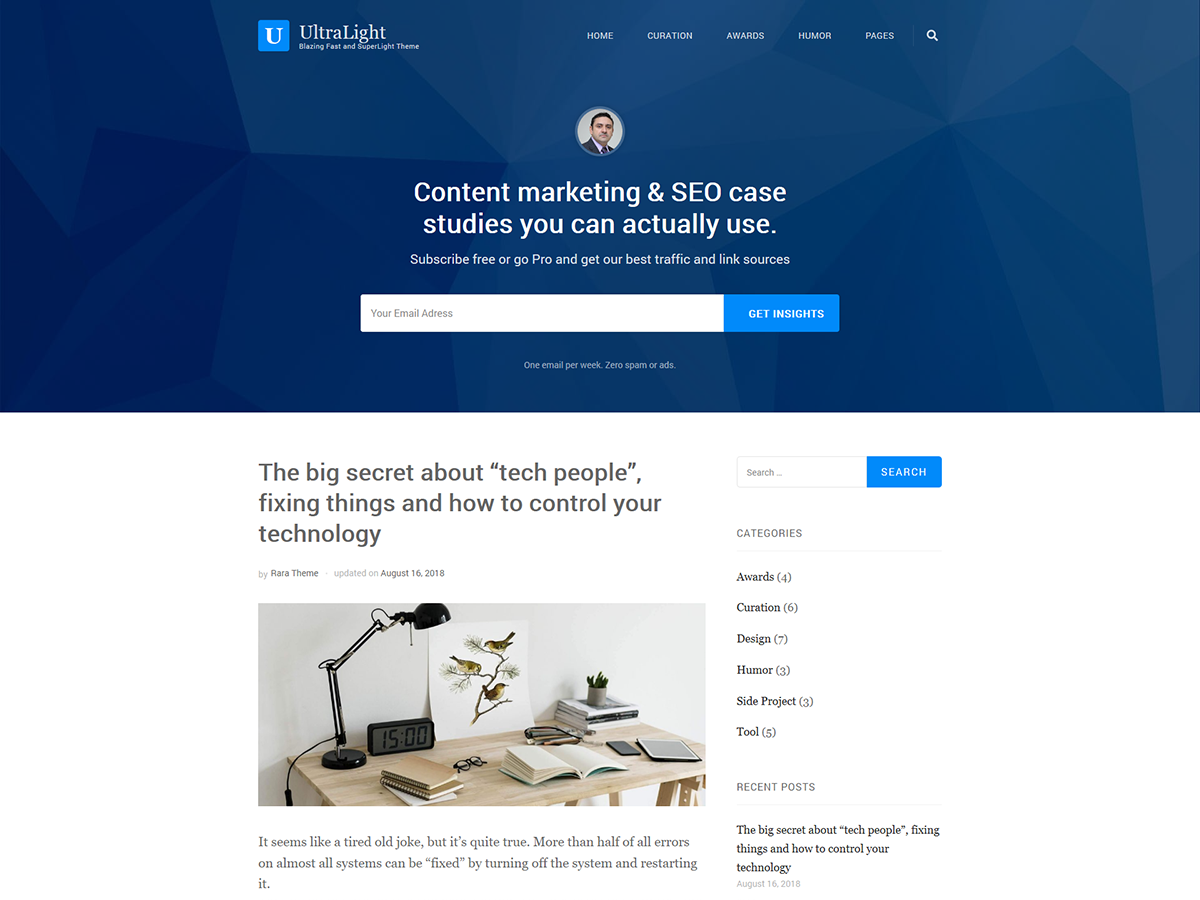 U
UltraLight
Blazing Fast and SuperLight Theme
HOME
CURATION
AWARDS
HUMOR
PAGES
Content marketing & SEO case
studies you can actually use.
Subscribe free or go Pro and get our best traffic and link sources
Your Email Adress
GET INSIGHTS
One email per week. Zero spam or ads.
The big secret about “tech people”,
fixing things and how to control your
technology
by Rara Theme - updated on August 16, 2018
15:00
It seems like a tired old joke, but it’s quite true. More than half of all errors
on almost all systems can be “fixed” by turning off the system and restarting
it.
Search ...
SEARCH
CATEGORIES
Awards (4)
Curation (6)
Design (7)
Humor (3)
Side Project (3)
Tool (5)
RECENT POSTS
The big secret about “tech people”, fixing
things and how to control your
technology
August 16, 2018